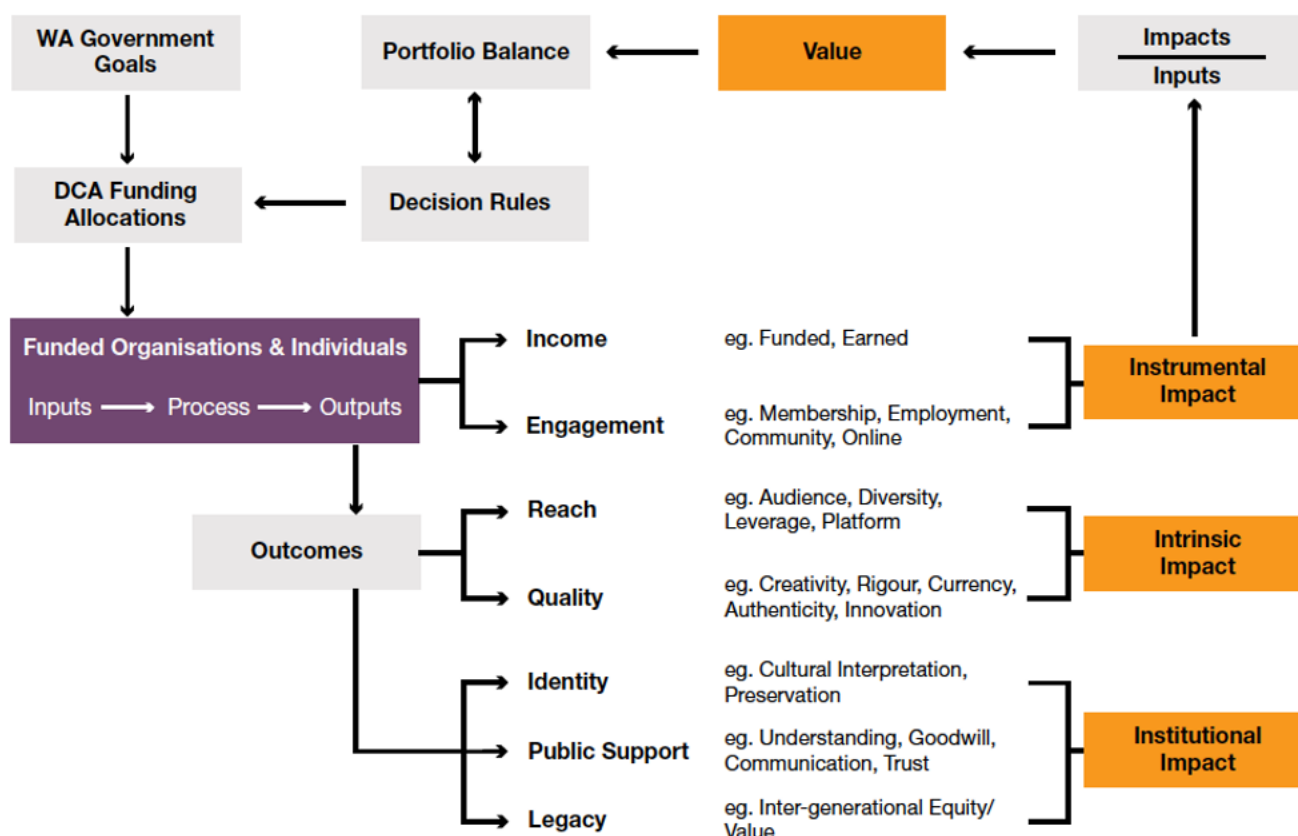 WA Government
Goals
Portfolio Balance
Value
Impacts
Inputs
DCA Funding
Allocations
Decision Rules
Funded Organisations & Individuals
Inputs
Process
Outputs
Income
eg. Funded, Earned
Engagement
eg. Membership, Employment,
Community, Online
Instrumental
Impact
Outcomes
Reach
eg. Audience, Diversity,
Leverage, Platform
Quality
eg. Creativity, Rigour, Currency,
Authenticity, Innovation
Intrinsic
Impact
Identity
eg. Cultural Interpretation,
Preservation
Public Support
eg. Understanding, Goodwill,
Communication, Trust
Legacy
eg. Inter-generational Equity/
Value
Institutional
Impact